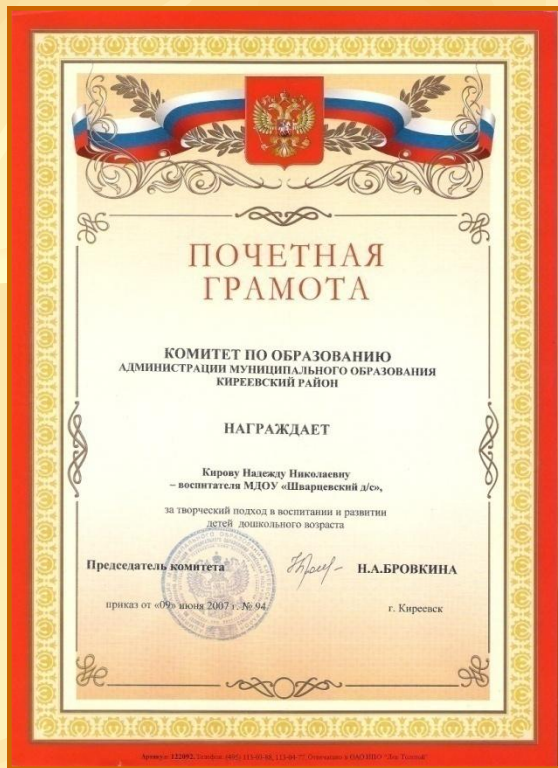 ПОЧЕТНАЯ
ГРАМОТА
КОМИТЕТ ПО ОБРАЗОВАНИЮ
АДМИНИСТРАЦИИ МУНИЦИПАЛЬНОГО ОБРАЗОВАНИЯ
КИРЕЕВСКИЙ РАЙОН
НАГРАЖДАЕТ
Кирову Надежду Николаевну
– воспитателя МДОУ «Шварцевский д/с»,
за творческий подход в воспитании и развитии
детей дошкольного возраста
Председатель комитета Н.А.БРОВКИНА
приказ от «09» июня 2007 г. № 94 г. Киреевск